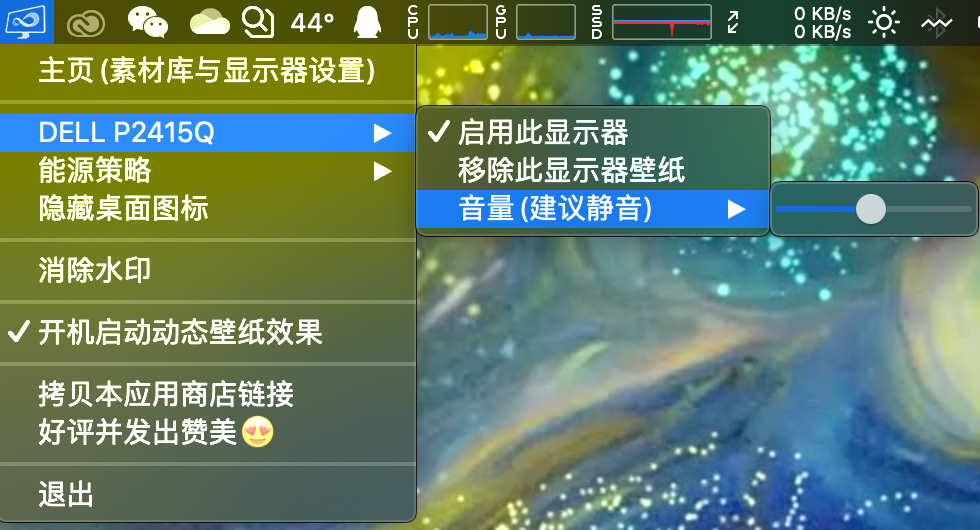 44°
CPU
GPU
SSD
0 KB/s
0 KB/s
主页(素材库与显示器设置)
DELL P2415Q
能源策略
隐藏桌面图标
消除水印
开机启动动态壁纸效果
拷贝本应用商店链接
好评并发出赞美😍
退出
启用此显示器
移除此显示器壁纸
音量(建议静音)